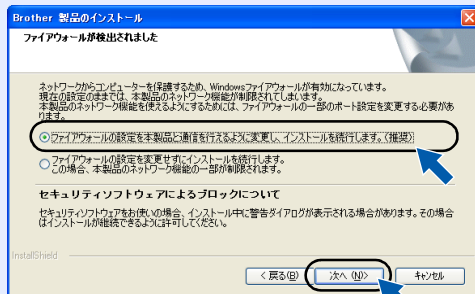 Brother 製品のインストール
ファイアウォールが検出されました
ネットワークからコンピューターを保護するため、Windowsファイアウォールが有効になっています。
現在の設定のままでは、本製品のネットワーク機能が制限されてしまいます。
本製品のネットワーク機能を使えるようにするためには、ファイアウォールの一部のポート設定を変更する必要があ
ります。
ファイアウォールの設定を本製品と通信を行えるように変更し、インストールを続行します。(推奨)
ファイアウォールの設定を変更せずにインストールを続行します。
この場合、本製品のネットワーク機能の一部が制限されます。
セキュリティソフトウェアによるブロックについて
セキュリティソフトウェアをお使いの場合、インストール中に警告ダイアログが表示される場合があります。その場合
はインストールが継続できるように許可してください。
InstallShield
< 戻る(B) 次へ (N)> キャンセル